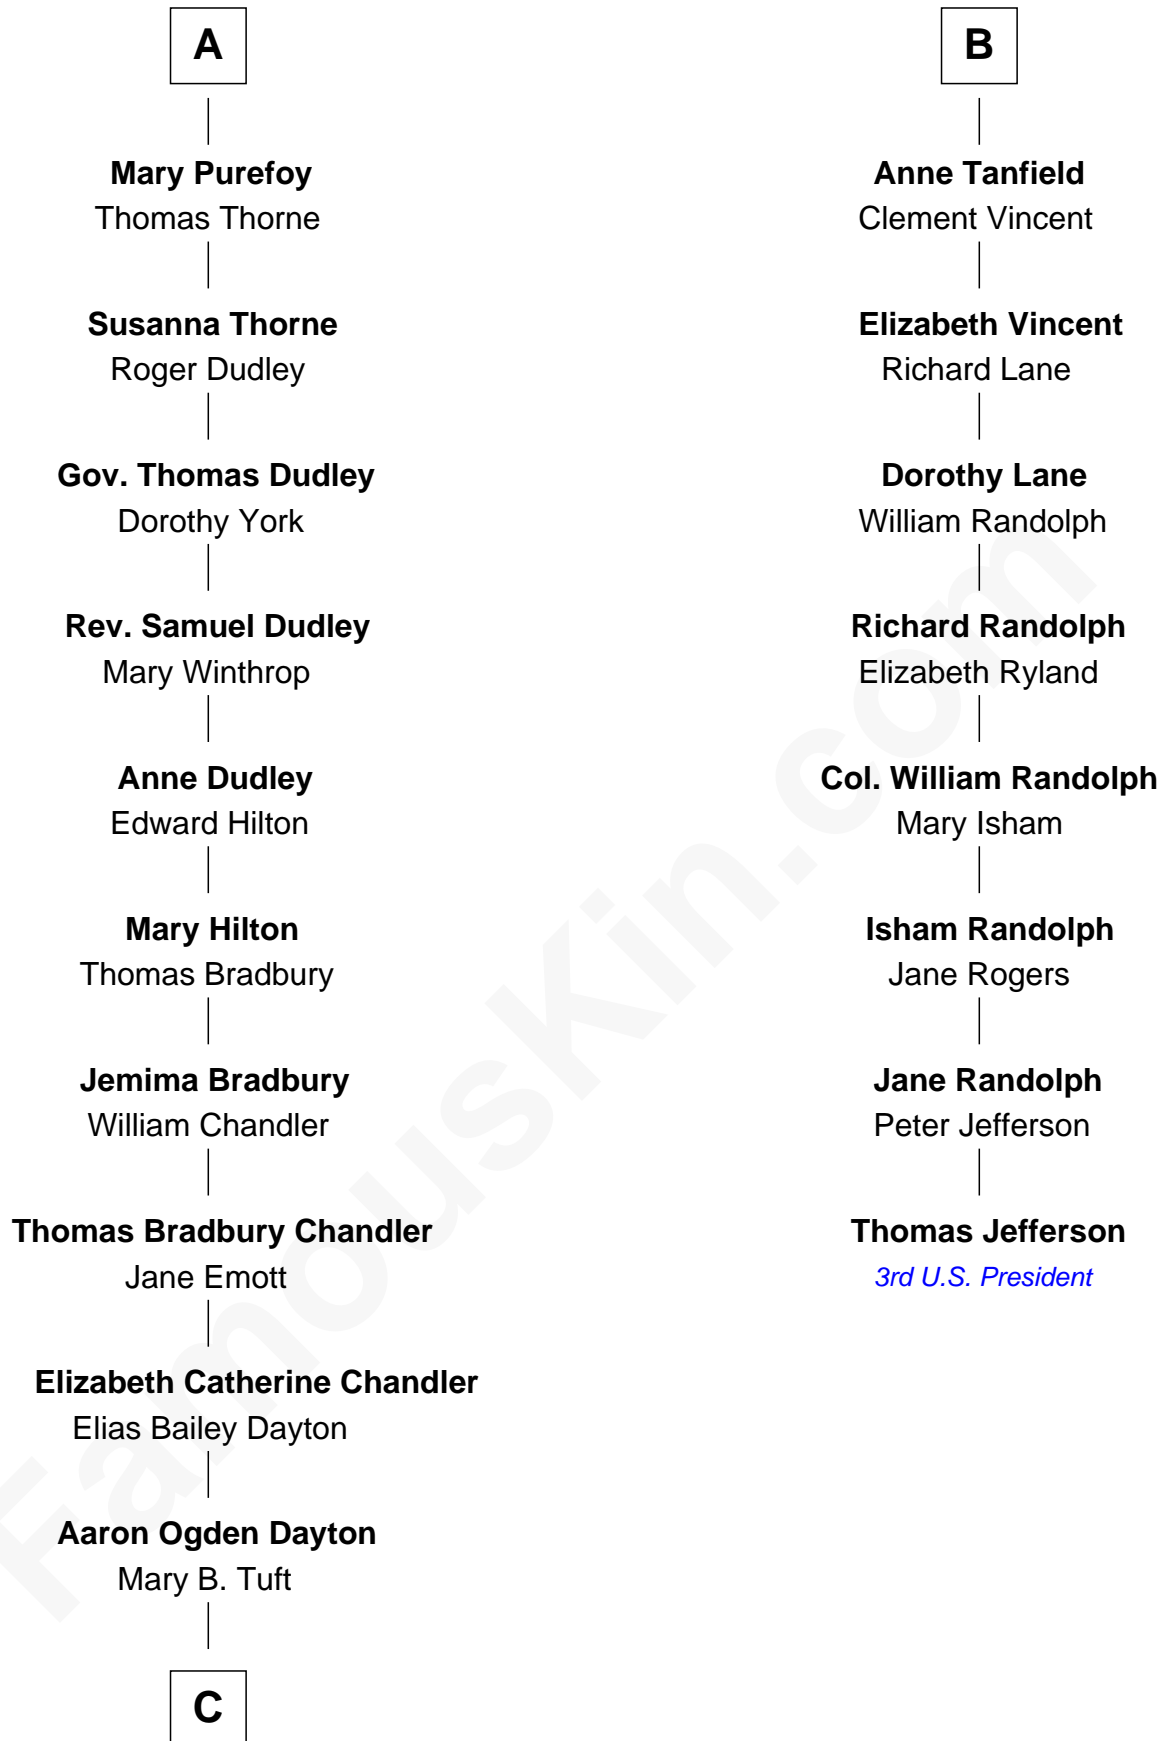 A
Mary Purefoy
Thomas Thorne
Susanna Thorne
Roger Dudley
Gov. Thomas Dudley
Dorothy York
Rev. Samuel Dudley
Mary Winthrop
Anne Dudley
Edward Hilton
Mary Hilton
Thomas Bradbury
Jemima Bradbury
William Chandler
Thomas Bradbury Chandler
Jane Emott
Elizabeth Catherine Chandler
Elias Bailey Dayton
Aaron Ogden Dayton
Mary B. Tuft
C
B
Anne Tanfield
Clement Vincent
Elizabeth Vincent
Richard Lane
Dorothy Lane
William Randolph
Richard Randolph
Elizabeth Ryland
Col. William Randolph
Mary Isham
Isham Randolph
Jane Rogers
Jane Randolph
Peter Jefferson
Thomas Jefferson
3rd U.S. President
FamousKin.com